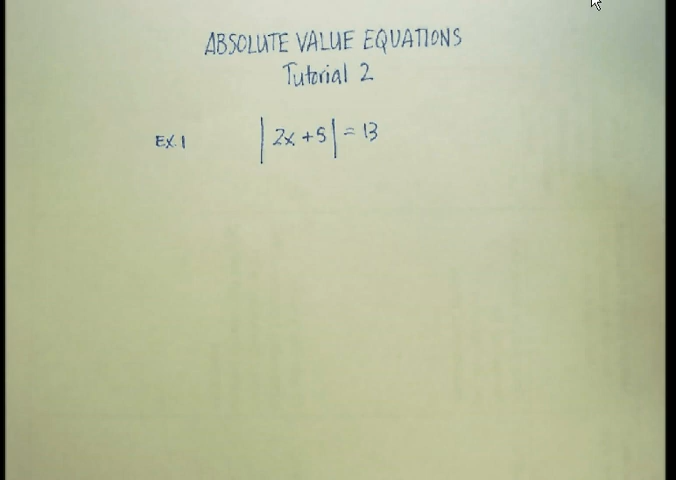 ABSOLUTE VALUE EQUATIONS
Tutorial 2
EX.1 |2x+5| = 13